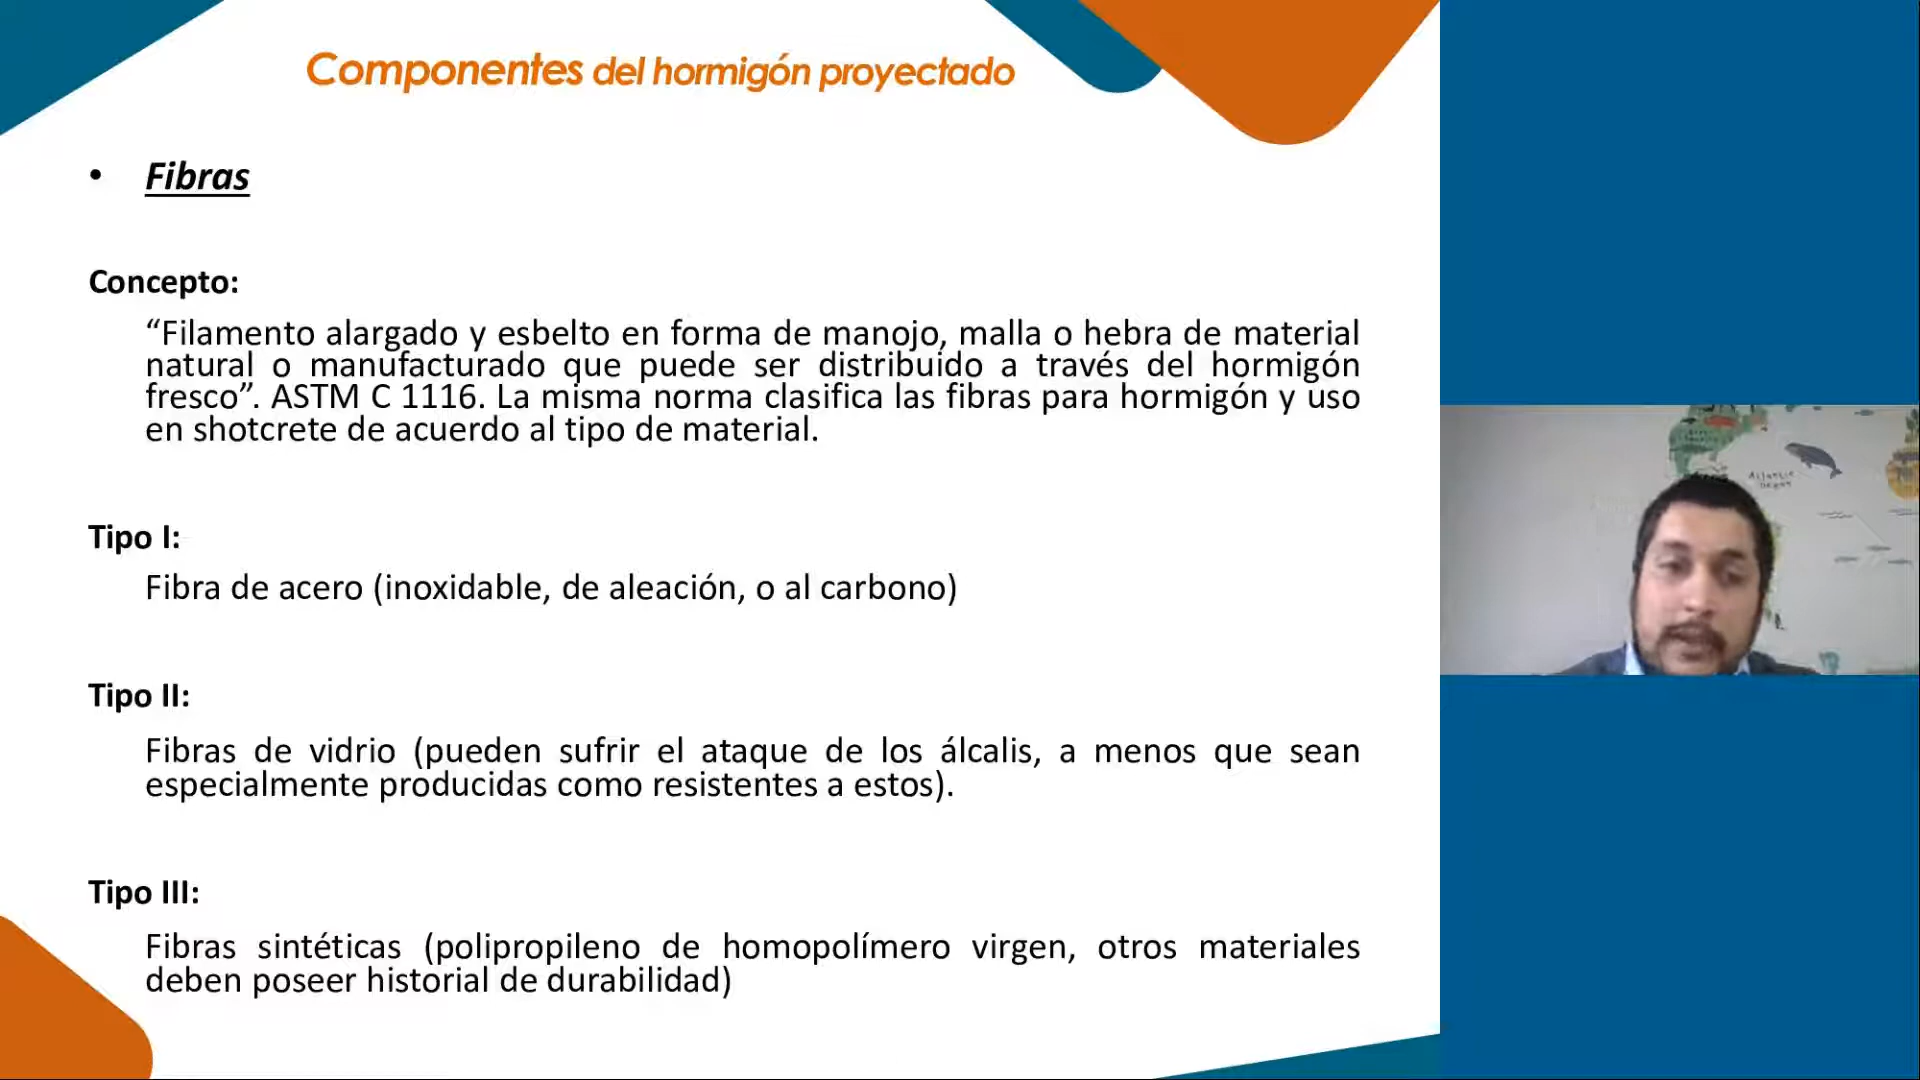 Componentes del hormigón proyectado
• Fibras
Concepto:
“Filamento alargado y esbelto en forma de manojo, malla o hebra de material
natural o manufacturado que puede ser distribuido a través del hormigón
fresco”. ASTM C 1116. La misma norma clasifica las fibras para hormigón y uso
en shotcrete de acuerdo al tipo de material.
Tipo I:
Fibra de acero (inoxidable, de aleación, o al carbono)
Tipo II:
Fibras de vidrio (pueden sufrir el ataque de los álcalis, a menos que sean
especialmente producidas como resistentes a estos).
Tipo III:
Fibras sintéticas (polipropileno de homopolímero virgen, otros materiales
deben poseer historial de durabilidad)
Atlantic
Ocean